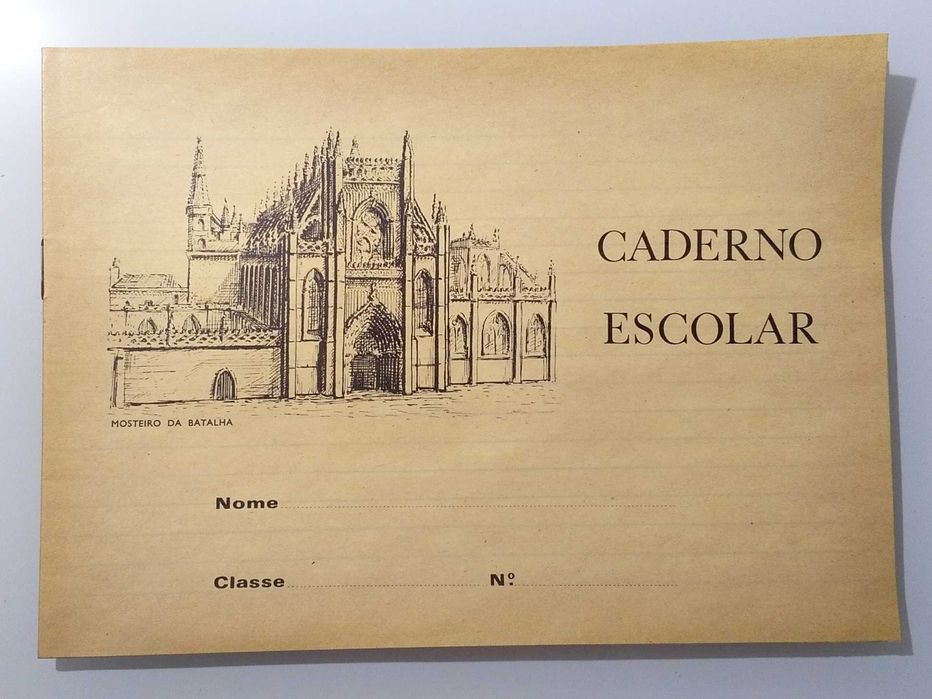 CADERNO
ESCOLAR
MOSTEIRO DA BATALHA
Nome
Classe Nº.